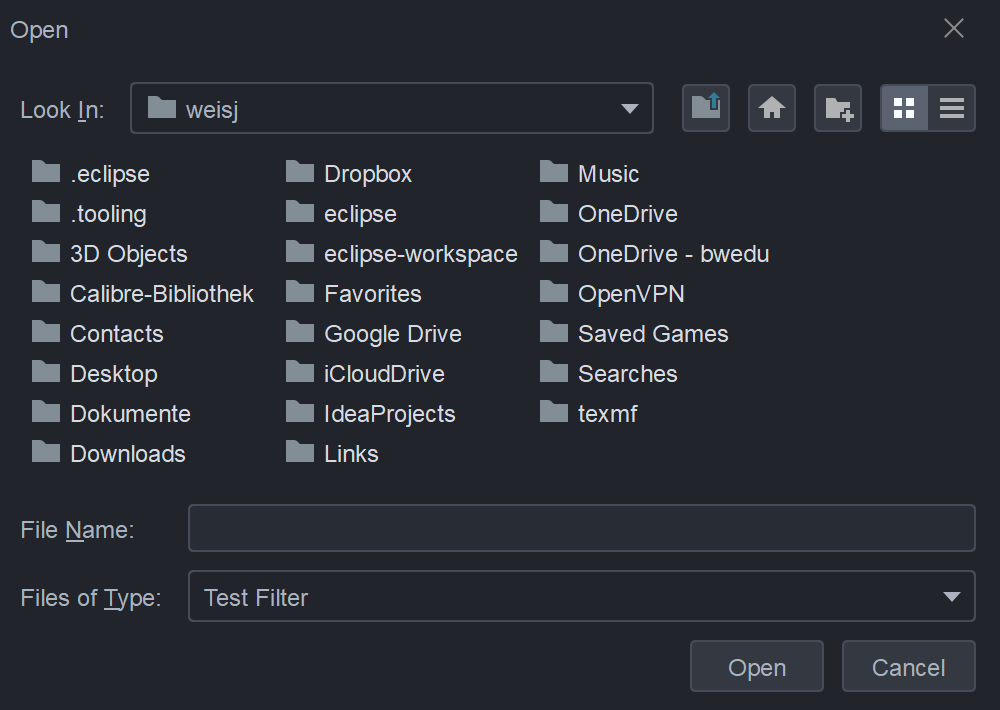 Open
Look In: weisj
.eclipse
.tooling
3D Objects
Calibre-Bibliothek
Contacts
Desktop
Dokumente
Downloads
Dropbox
eclipse
eclipse-workspace
Favorites
Google Drive
iCloudDrive
IdeaProjects
Links
Music
OneDrive
OneDrive - bwedu
OpenVPN
Saved Games
Searches
texmf
File Name:
Files of Type: Test Filter
Open Cancel